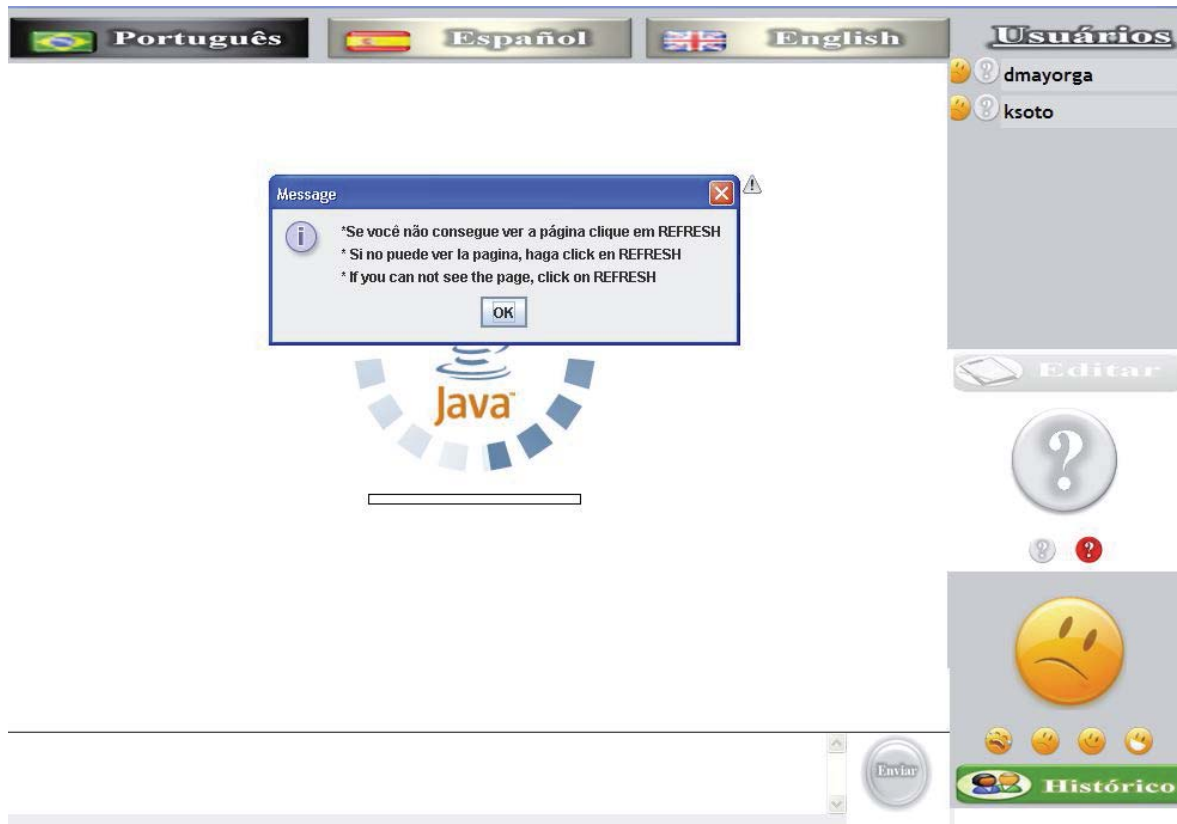 Português Español English Usuários
dmayorga
ksoto
Message
*Se você não consegue ver a página clique em REFRESH
* Si no puede ver la pagina, haga click en REFRESH
* If you can not see the page, click on REFRESH
OK
Editar
Java™
Enviar
Histórico